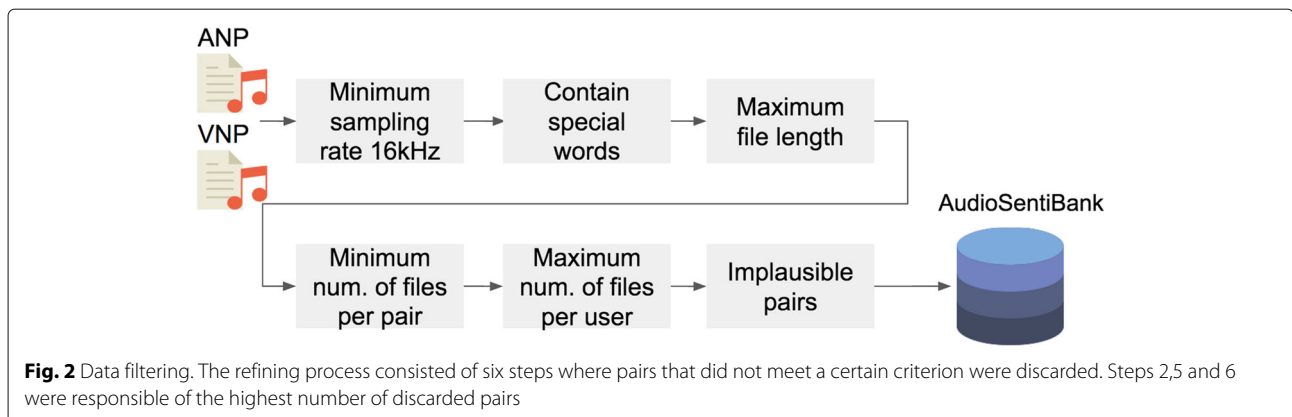 ANP
VNP
Minimum
sampling
rate 16kHz
Contain
special
words
Maximum
file length
Minimum
num. of files
per pair
Maximum
num. of files
per user
Implausible
pairs
AudioSentiBank
Fig. 2 Data filtering. The refining process consisted of six steps where pairs that did not meet a certain criterion were discarded. Steps 2,5 and 6
were responsible of the highest number of discarded pairs